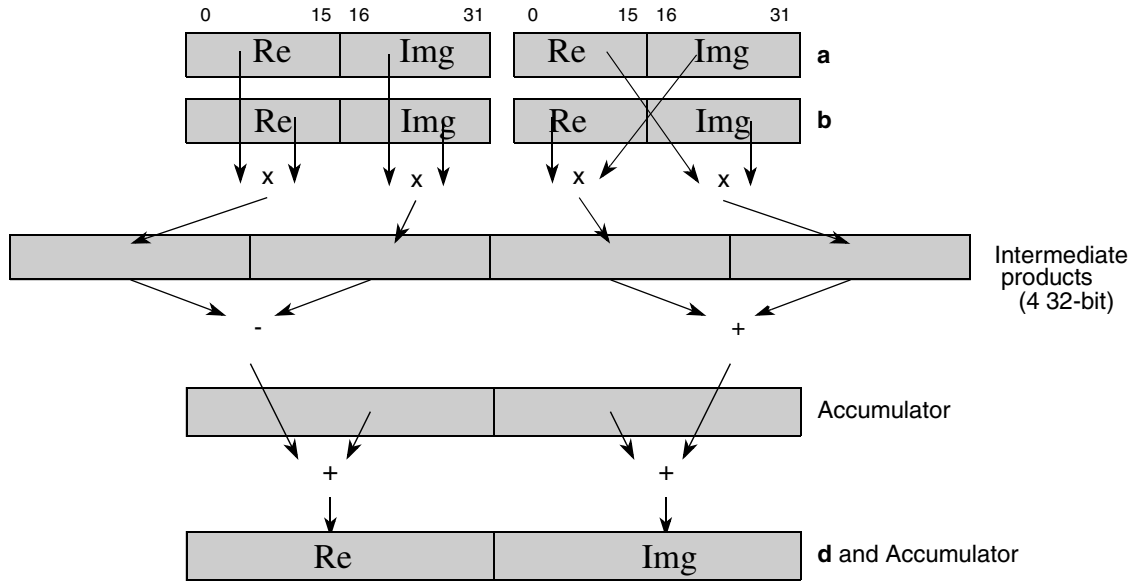 0 15 16 31 0 15 16 31
Re Img Re Img a
Re Img Re Img b
x x x x
Intermediate
products
(4 32-bit)
- +
Accumulator
+ +
Re Img d and Accumulator